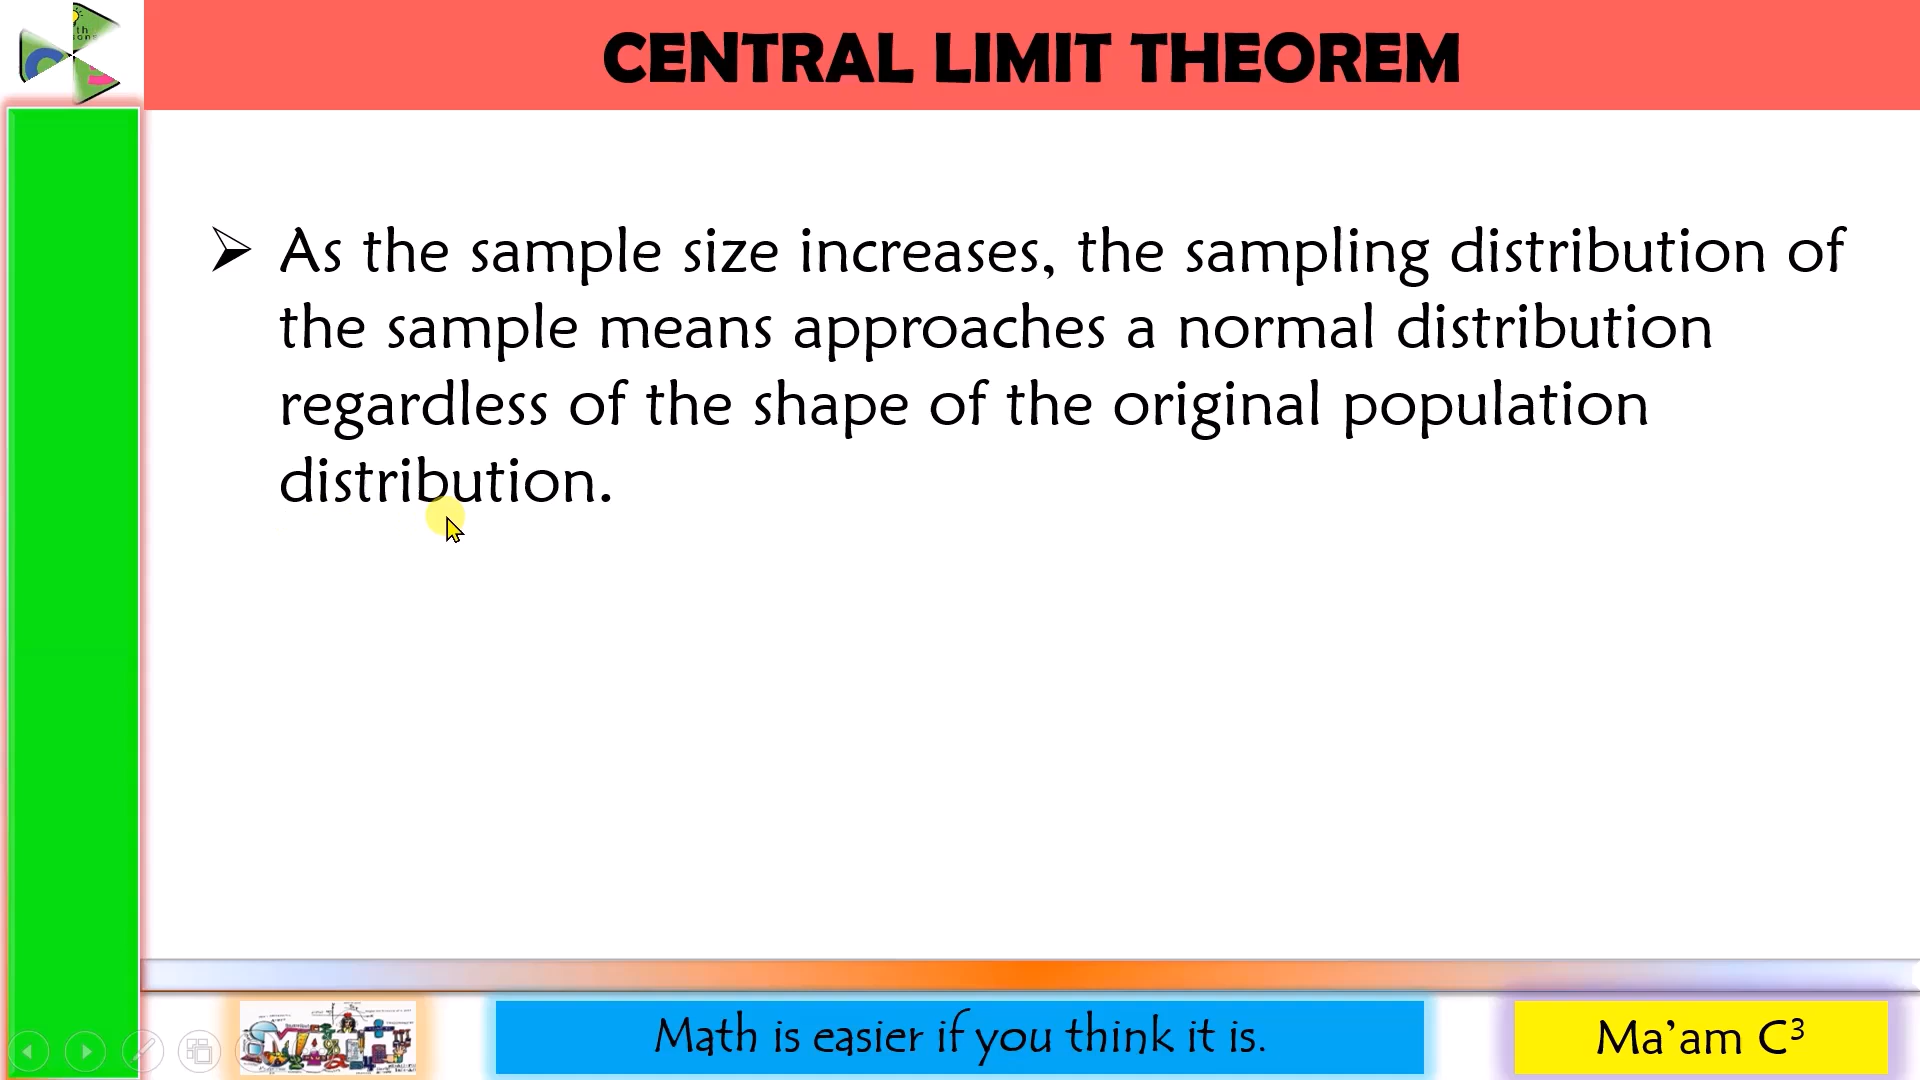 CENTRAL LIMIT THEOREM
➢ As the sample size increases, the sampling distribution of
the sample means approaches a normal distribution
regardless of the shape of the original population
distribution.
MATH
Math is easier if you think it is.
Ma’am C³